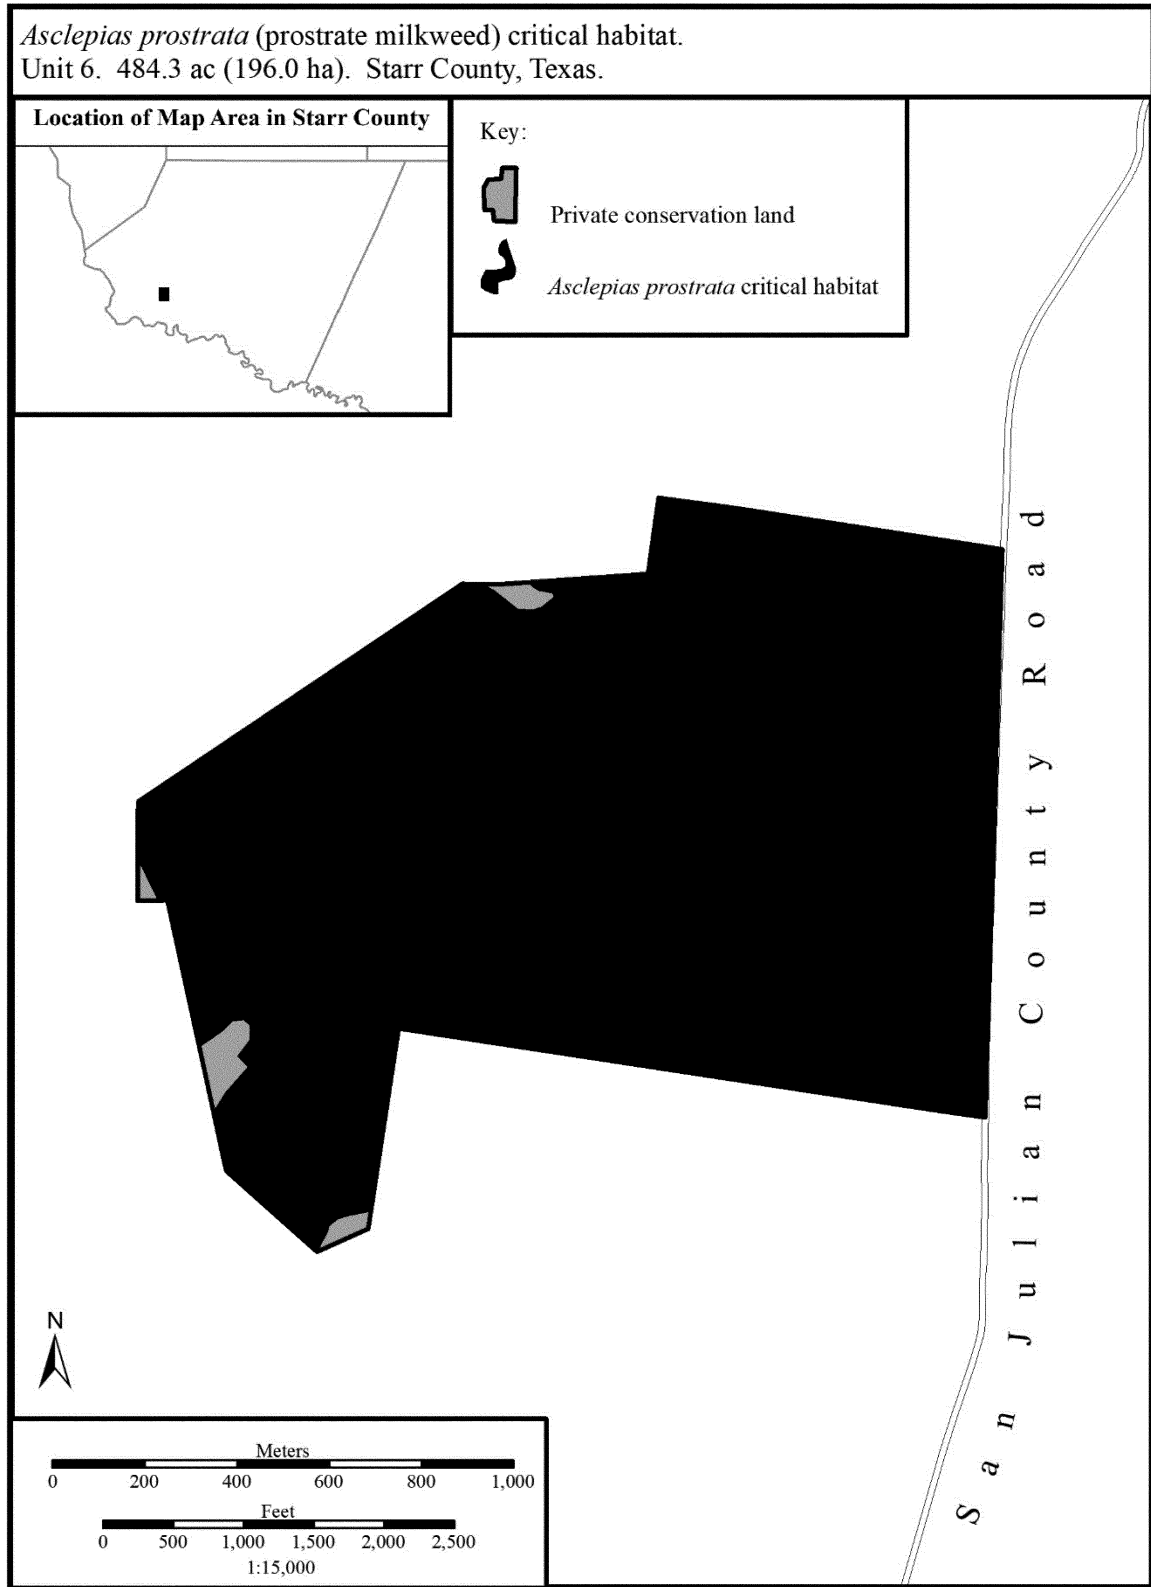 Asclepias prostrata (prostrate milkweed) critical habitat.
Unit 6.  484.3 ac (196.0 ha).  Starr County, Texas.
Location of Map Area in Starr County
Key:
Private conservation land
Asclepias prostrata critical habitat
San Julian County Road
N
Meters
0 200 400 600 800 1,000
Feet
0 500 1,000 1,500 2,000 2,500
1:15,000